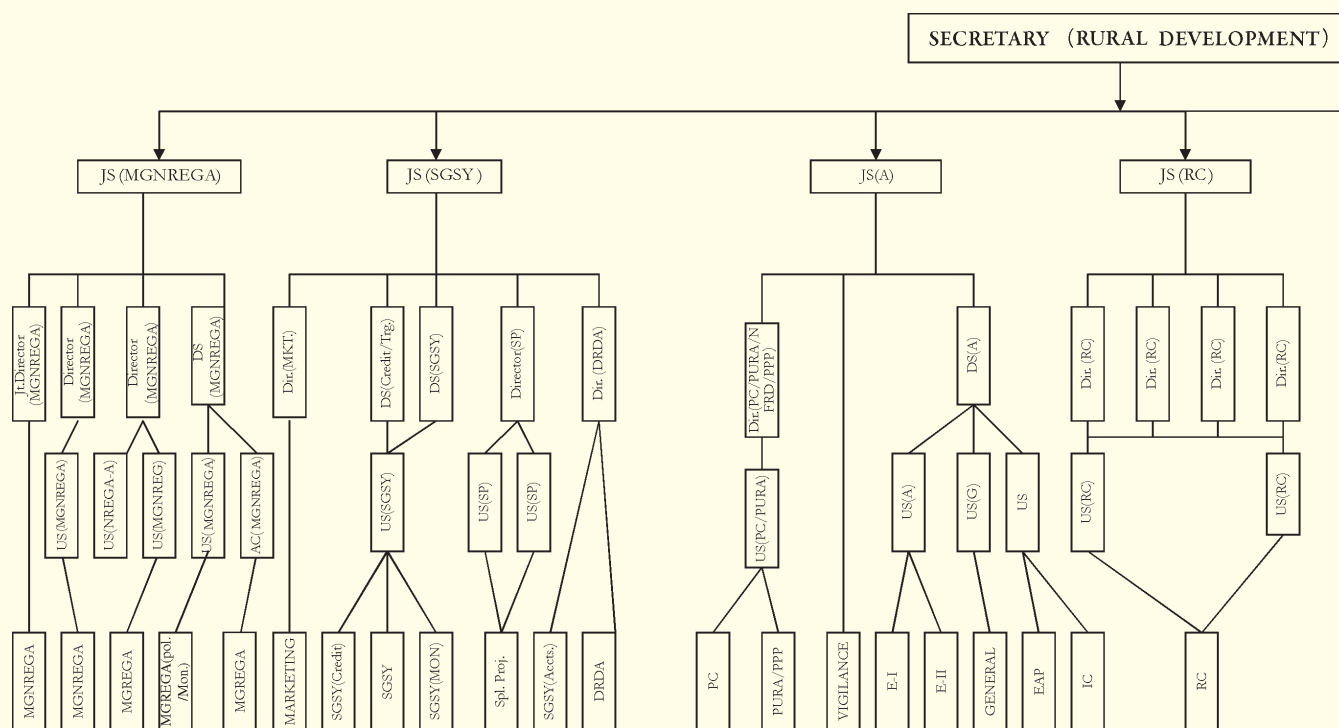 SECRETARY (RURAL DEVELOPMENT)
JS (MGNREGA)
JS (SGSY)
JS(A)
JS (RC)
Jt.Director
(MGNREGA)
Director
(MGNREGA)
Director
(MGNREGA)
DS
(MGNREGA)
Dir.(MKT.)
DS(Credit/Trg.)
DS(SGSY)
Director(SP)
Dir. (DRDA)
Dir.(PC/PURA/N
FRD/PPP)
DS(A)
Dir. (RC)
Dir. (RC)
Dir. (RC)
Dir.(RC)
US(MGNREGA)
US(NREGA-A)
US(MGNREG)
US(MGNREGA)
AC(MGNREGA)
US(SGSY)
US(SP)
US(SP)
US(PC/PURA)
US(A)
US(G)
US
US(RC)
US(RC)
MGNREGA
MGNREGA
MGREGA
MGREGA(pol.
/Mon.)
MGREGA
MARKETING
SGSY(Credit)
SGSY
SGSY(MON)
Spl. Proj.
SGSY(Accts.)
DRDA
PC
PURA/PPP
VIGILANCE
E-I
E-II
GENERAL
EAP
IC
RC